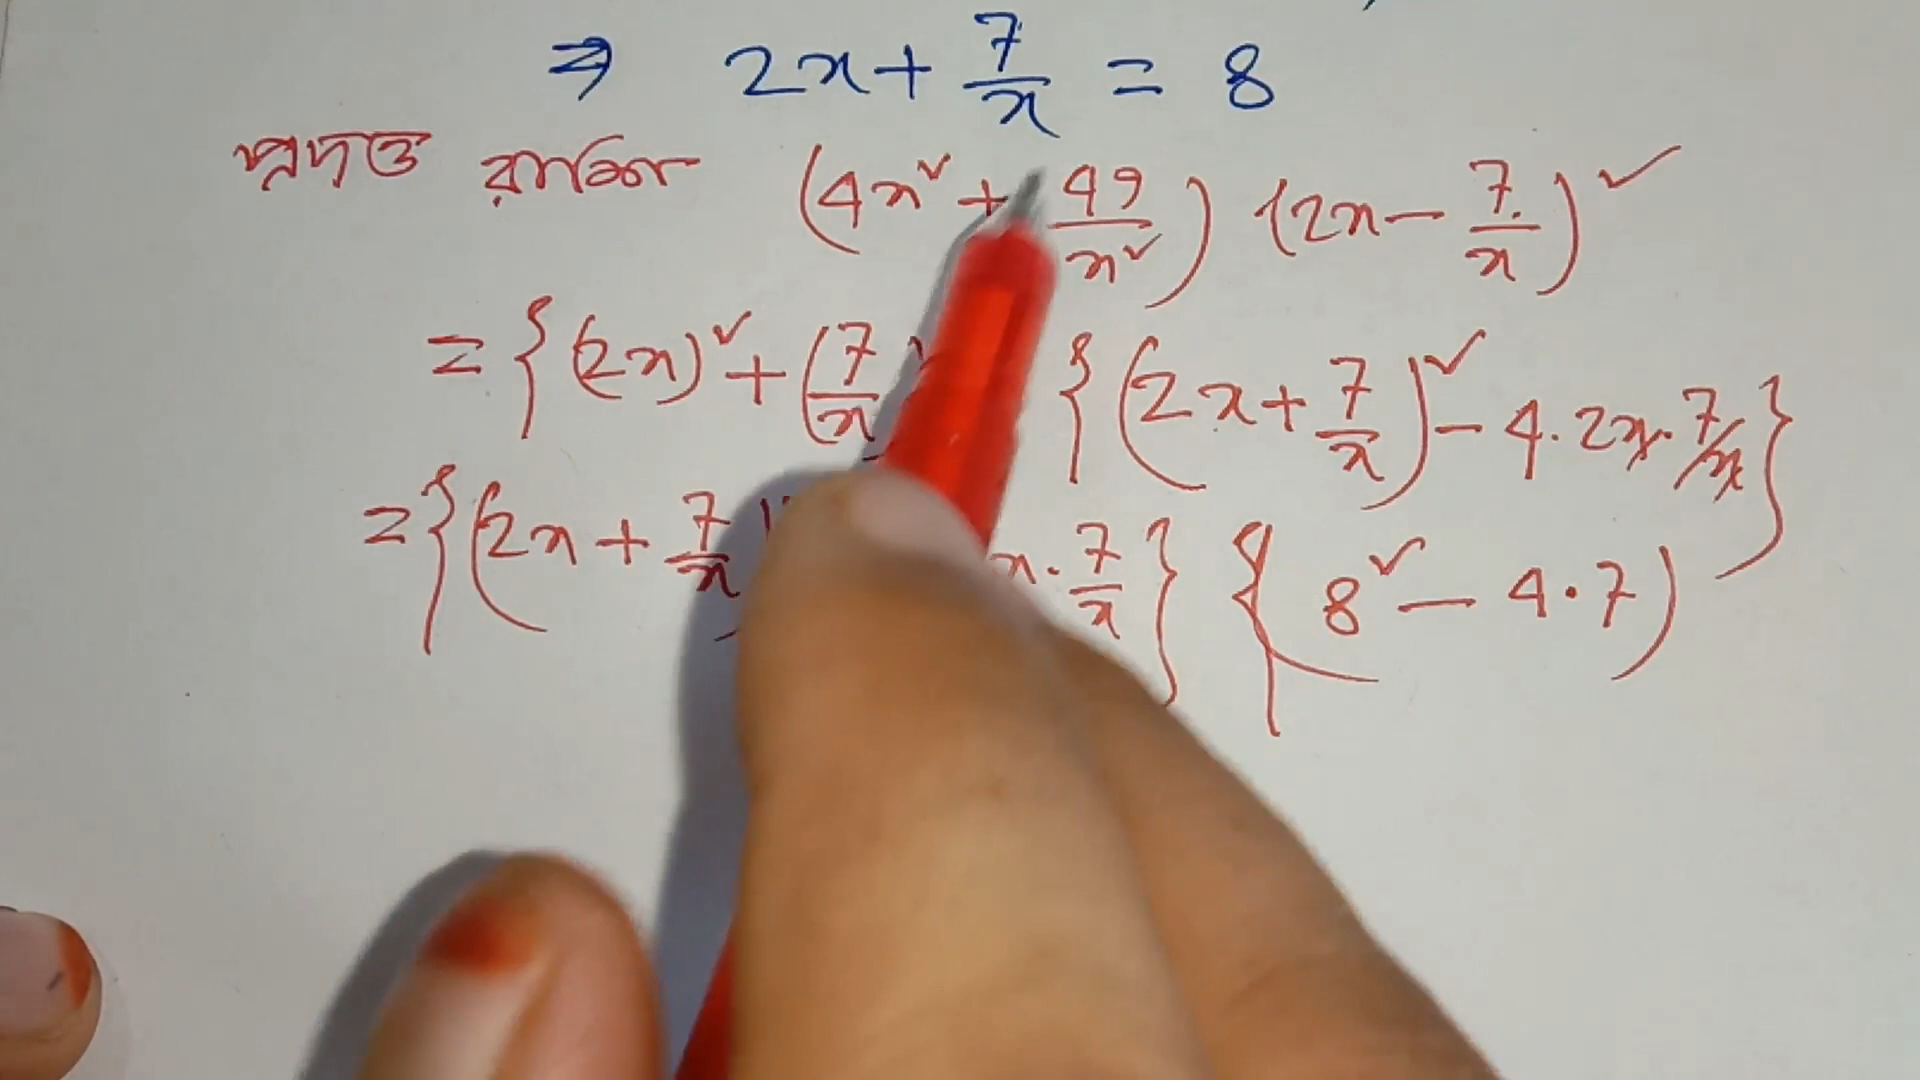 ⇒ 2x + 7/x = 8
প্রদত্ত রাশি (4x² + 49/x²) (2x - 7/x)²
= {(2x)² + (7/x) {(2x + 7/x)² - 4.2x.7/x}
= {(2x + 7/x x. 7/x} {8² - 4.7)